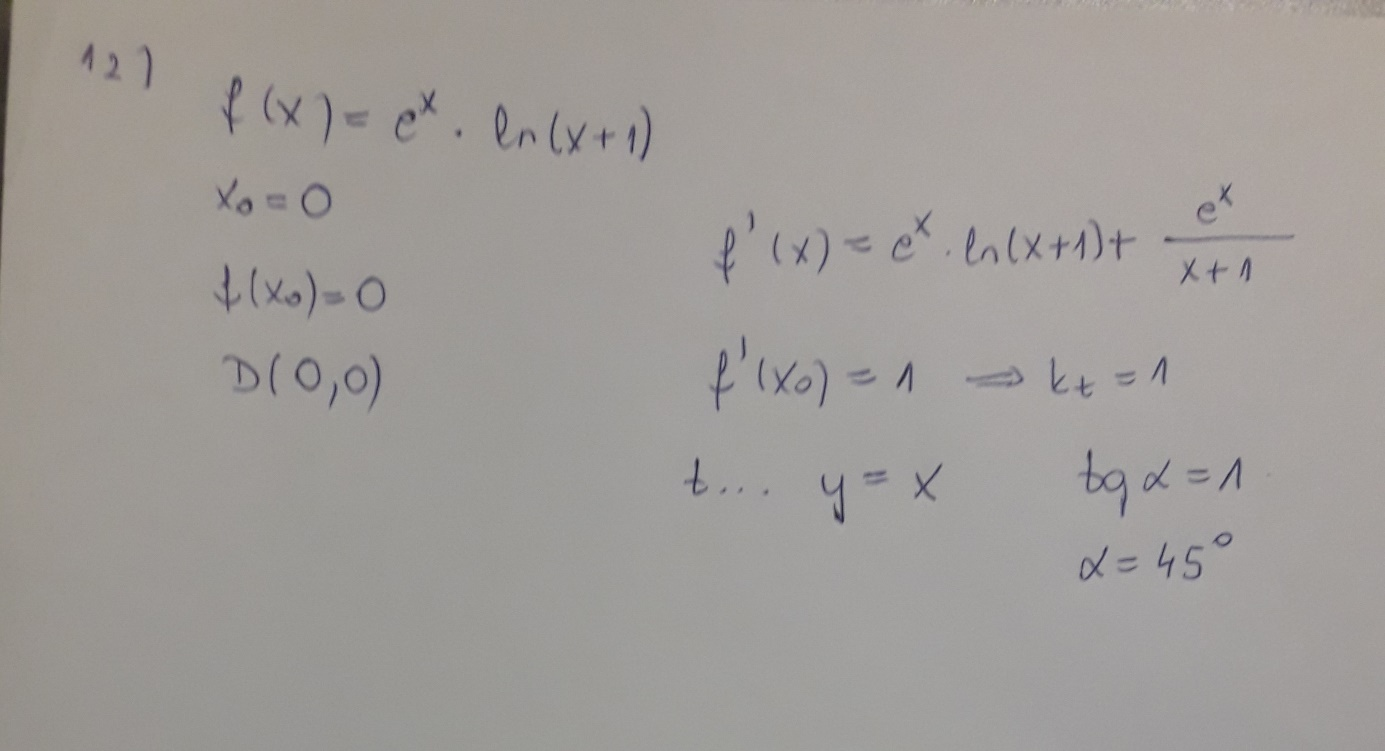 12)
f(x) = e^x . ln(x+1)
x₀ = 0
f(x₀) = 0
D(0,0)
f'(x) = e^x . ln(x+1) + e^x / (x+1)
f'(x₀) = 1 ⟹ k_t = 1
t... y = x tg α = 1
α = 45°